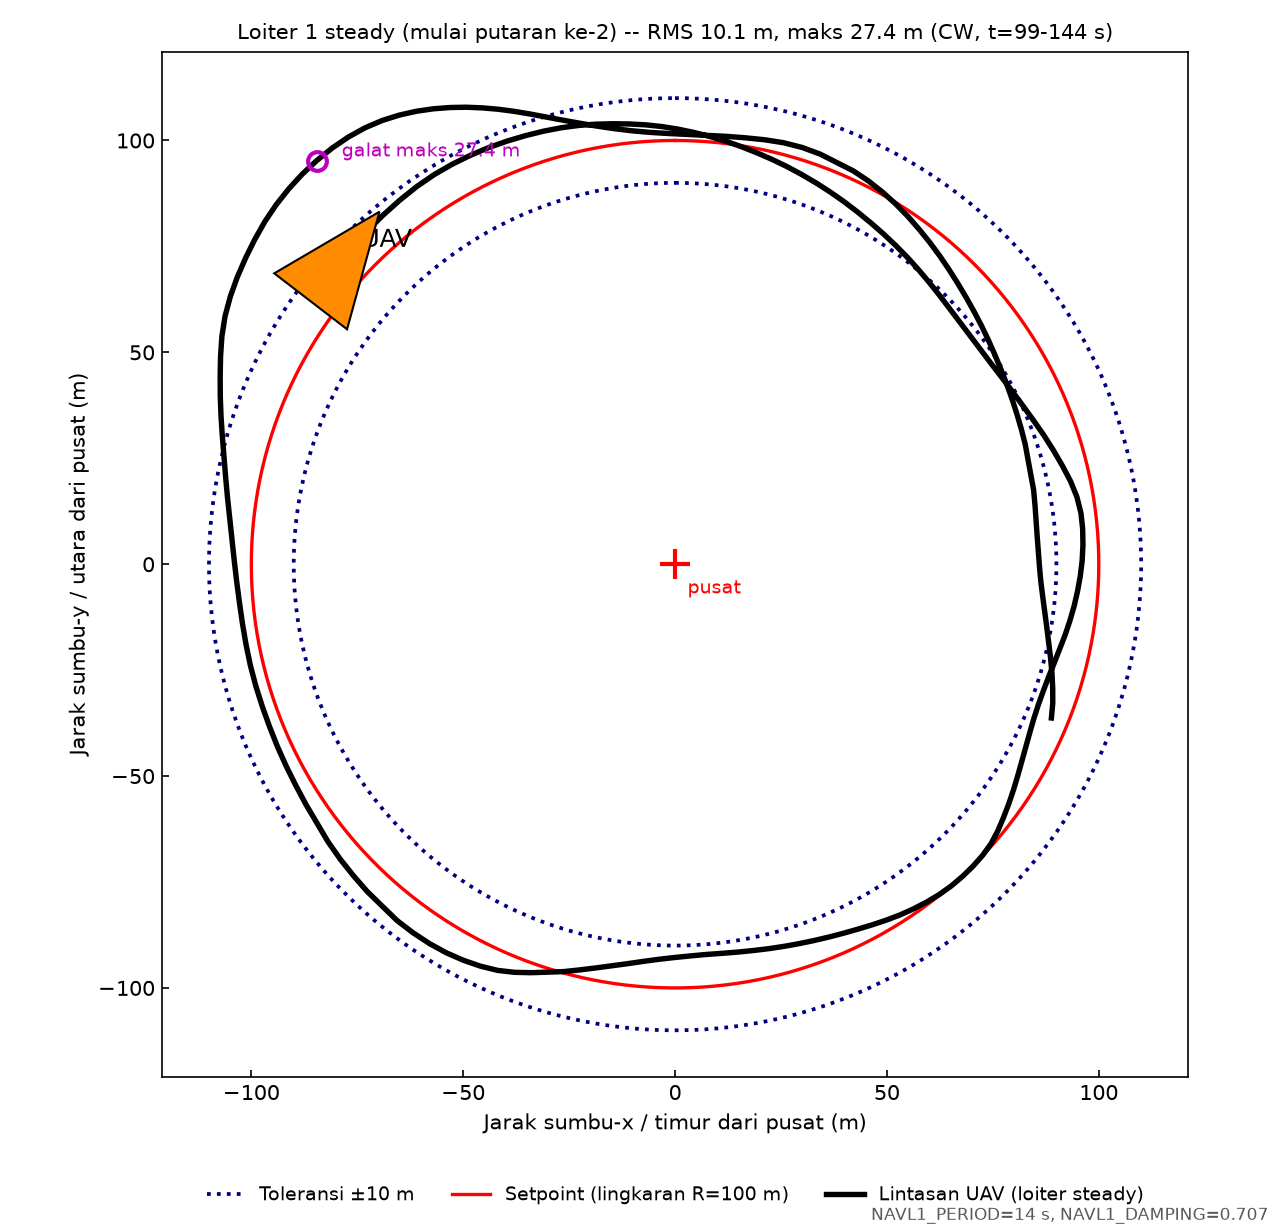 Loiter 1 steady (mulai putaran ke-2) -- RMS 10.1 m, maks 27.4 m (CW, t=99-144 s)
Jarak sumbu-y / utara dari pusat (m)
100
50
0
−50
−100
galat maks 27.4 m
UAV
pusat
−100
−50
0
50
100
Jarak sumbu-x / timur dari pusat (m)
Toleransi ±10 m
Setpoint (lingkaran R=100 m)
Lintasan UAV (loiter steady)
NAVL1_PERIOD=14 s, NAVL1_DAMPING=0.707